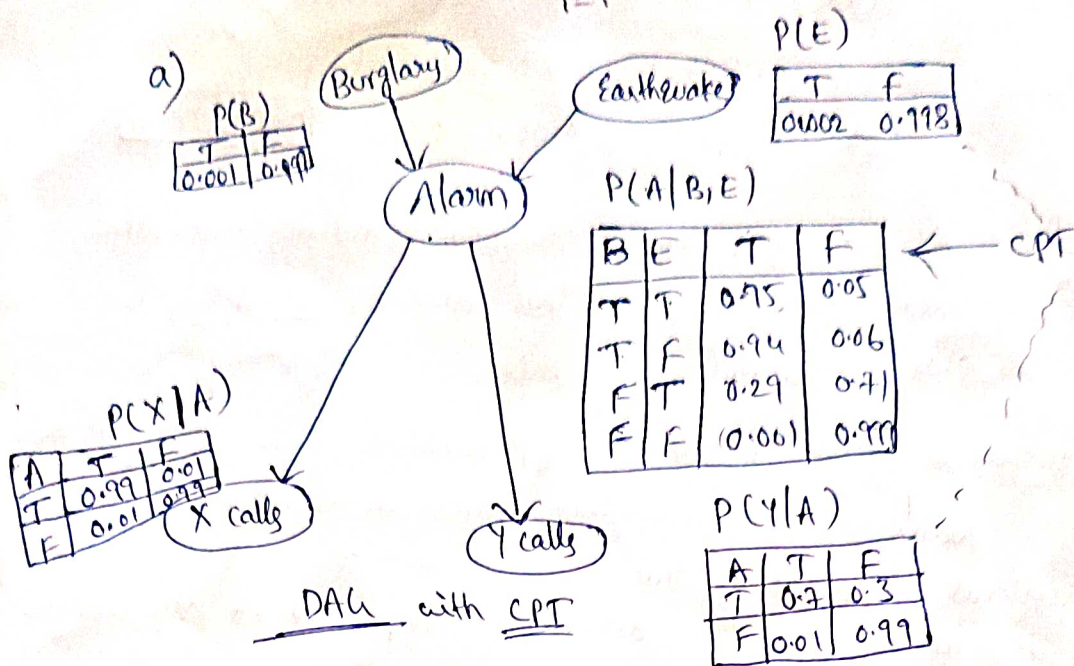 a)
Burglary
Earthquake
P(E)
T F
0.002 0.998
P(B)
T F
0.001 0.999
Alarm
P(A|B,E)
B E T F
T T 0.95 0.05
T F 0.94 0.06
F T 0.29 0.71
F F 0.001 0.999
← CPT
P(X|A)
A T F
T 0.99 0.01
F 0.01 0.99
X calls
Y calls
P(Y|A)
A T F
T 0.7 0.3
F 0.01 0.99
DAG with CPT